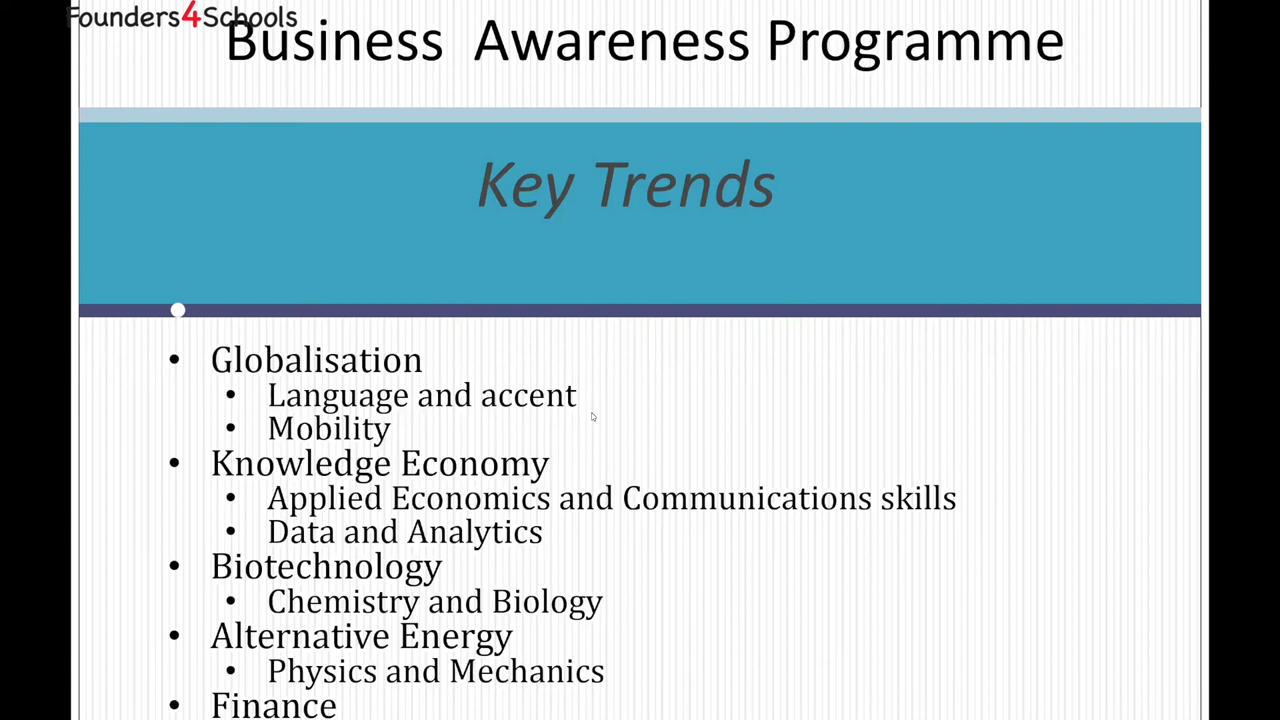 Founders4Schools
Business Awareness Programme
Key Trends
• Globalisation
• Language and accent
• Mobility
• Knowledge Economy
• Applied Economics and Communications skills
• Data and Analytics
• Biotechnology
• Chemistry and Biology
• Alternative Energy
• Physics and Mechanics
• Finance